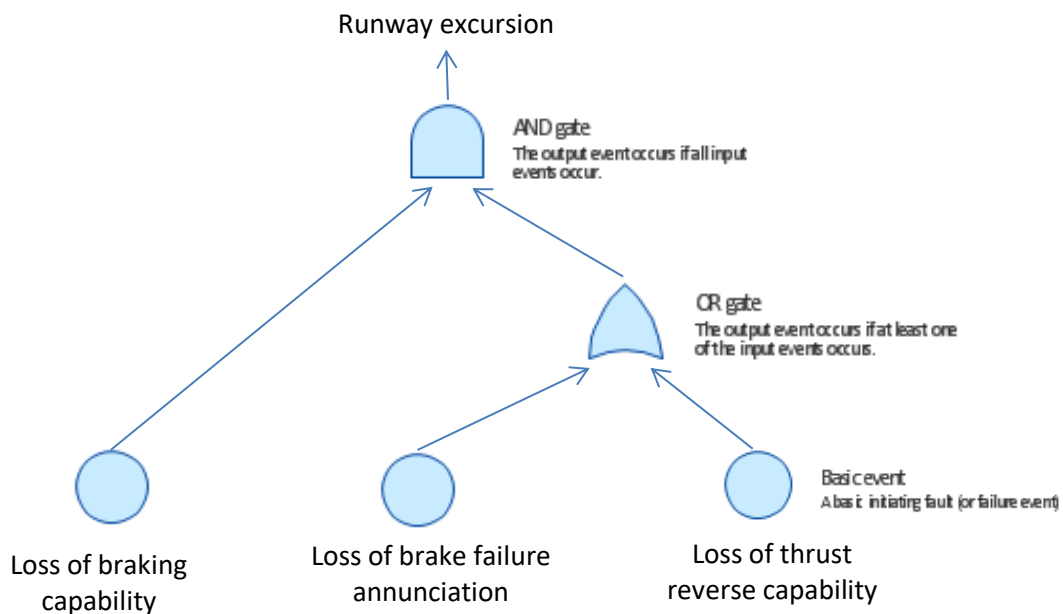 Runway excursion
AND gate
The output event occurs if all input
events occur.
OR gate
The output event occurs if at least one
of the input events occurs.
Basic event
A basic initiating fault (or failure event)
Loss of braking
capability
Loss of brake failure
annunciation
Loss of thrust
reverse capability